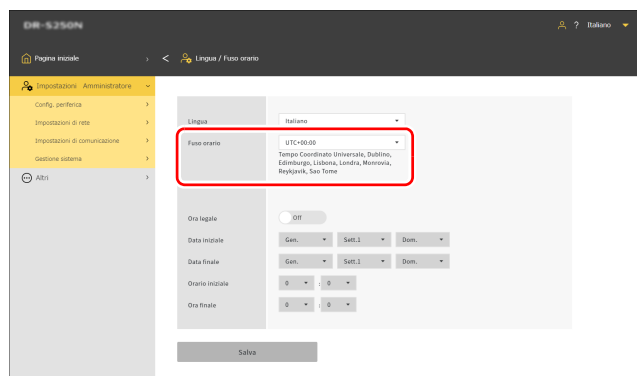 DR-S250N
? Italiano
Pagina iniziale
Lingua / Fuso orario
Impostazioni Amministratore
Config. periferica
Impostazioni di rete
Impostazioni di comunicazione
Gestione sistema
Altri
Lingua Italiano
Fuso orario UTC+00:00
Tempo Coordinato Universale, Dublino,
Edimburgo, Lisbona, Londra, Monrovia,
Reykjavik, Sao Tome
Ora legale Off
Data iniziale Gen. Sett.1 Dom.
Data finale Gen. Sett.1 Dom.
Orario iniziale 0 : 0
Ora finale 0 : 0
Salva